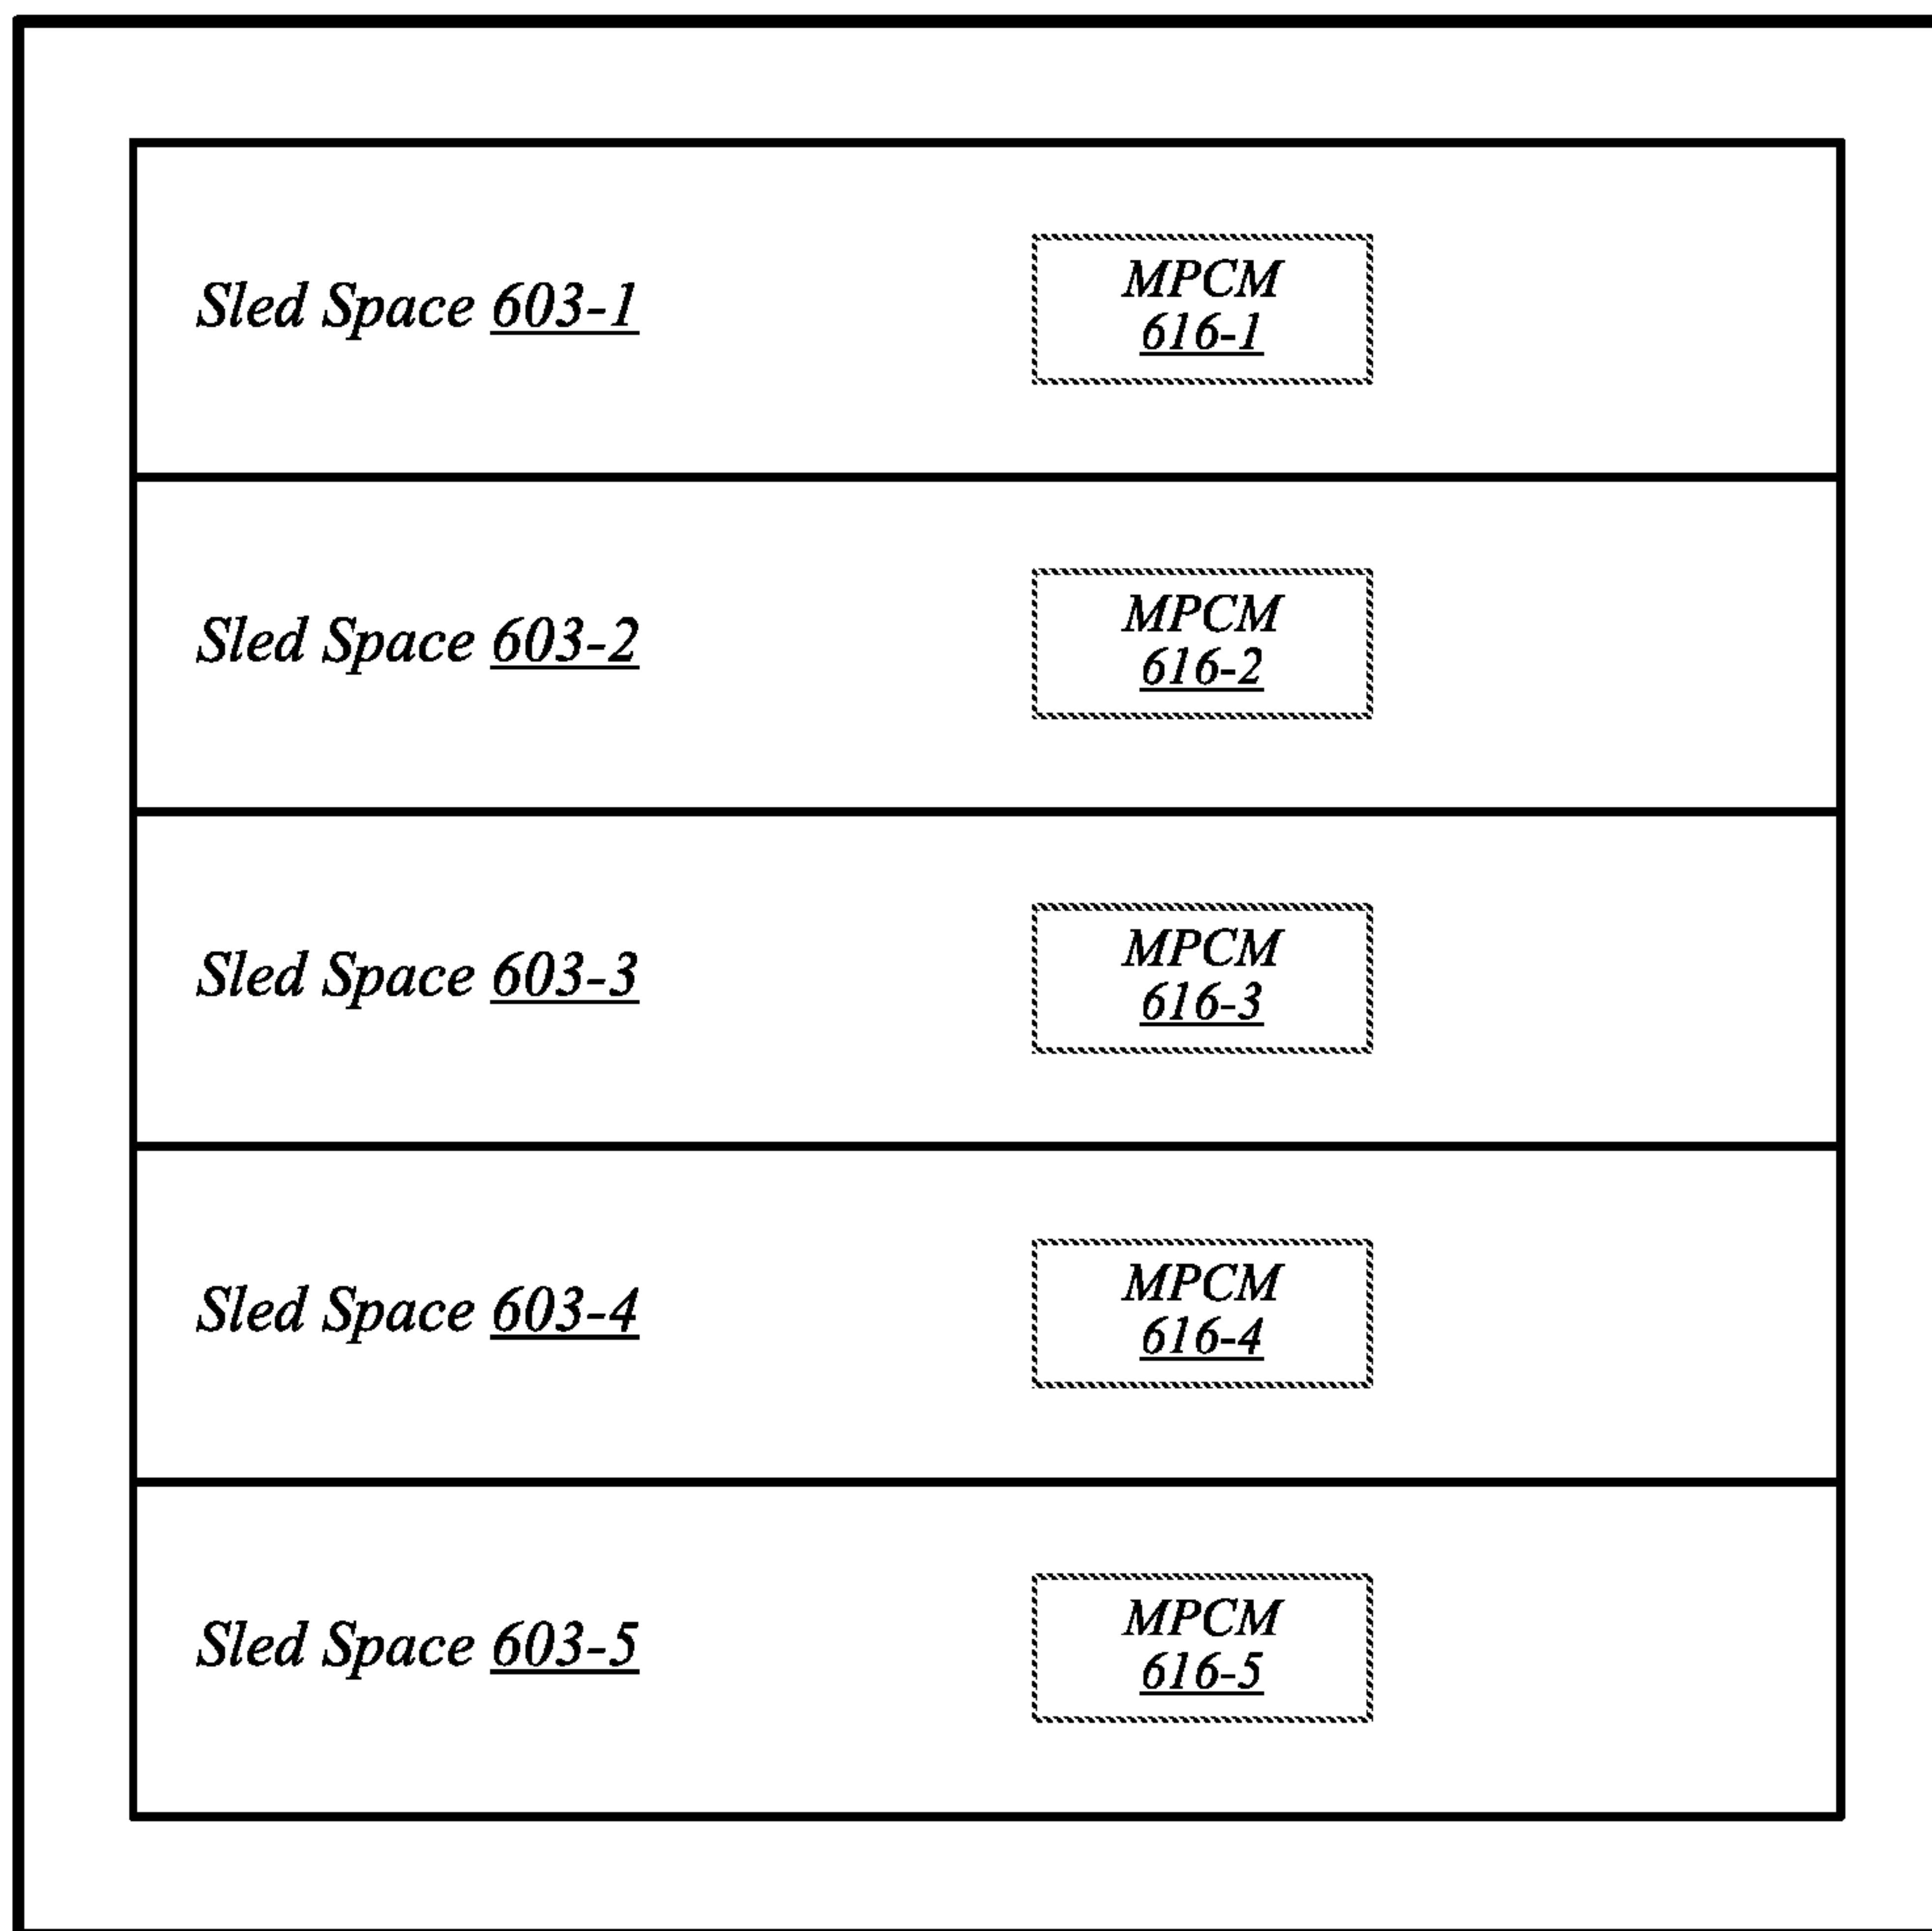 Sled Space 603-1
MPCM
616-1
Sled Space 603-2
MPCM
616-2
Sled Space 603-3
MPCM
616-3
Sled Space 603-4
MPCM
616-4
Sled Space 603-5
MPCM
616-5